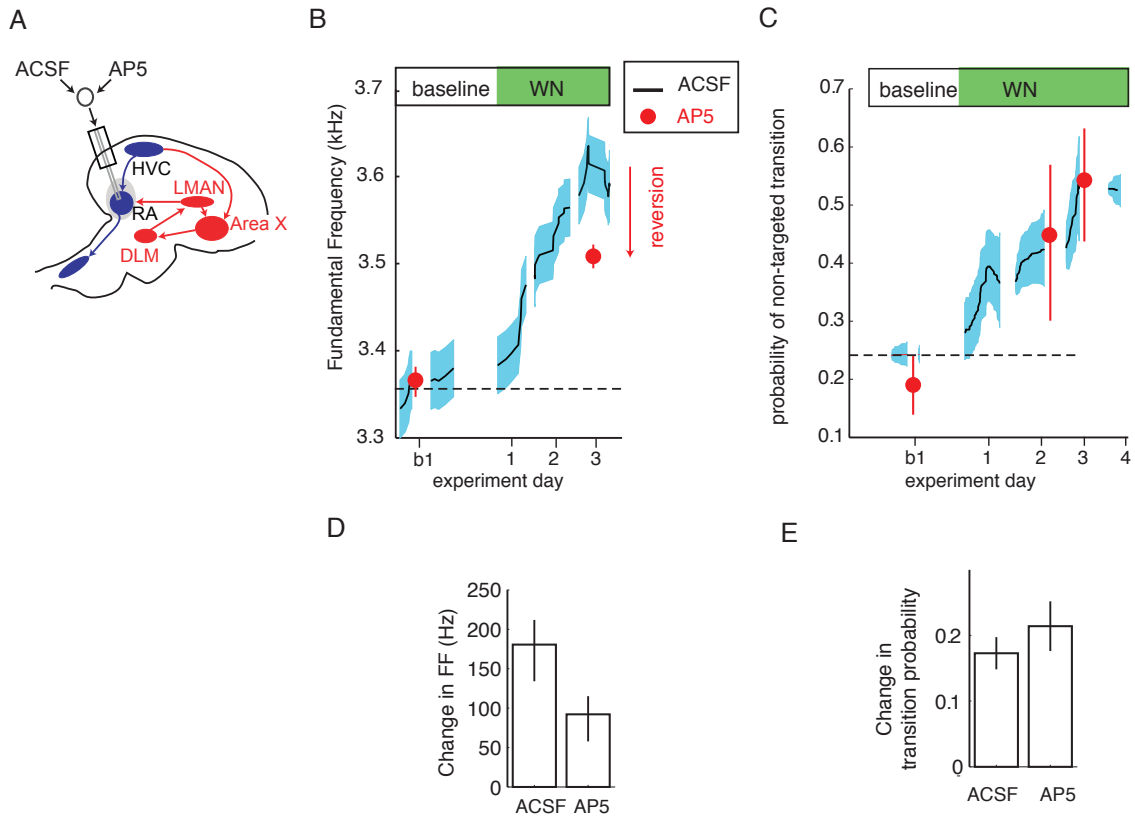 A
ACSF AP5
HVC
LMAN
RA
Area X
DLM
B
baseline WN
ACSF
AP5
Fundamental Frequency (kHz)
3.7
3.6
3.5
3.4
3.3
reversion
b1 1 2 3
experiment day
C
baseline WN
probability of non-targeted transition
0.7
0.6
0.5
0.4
0.3
0.2
0.1
b1 1 2 3 4
experiment day
D
Change in FF (Hz)
250
200
150
100
50
0
ACSF AP5
E
Change in
transition probability
0.2
0
ACSF AP5